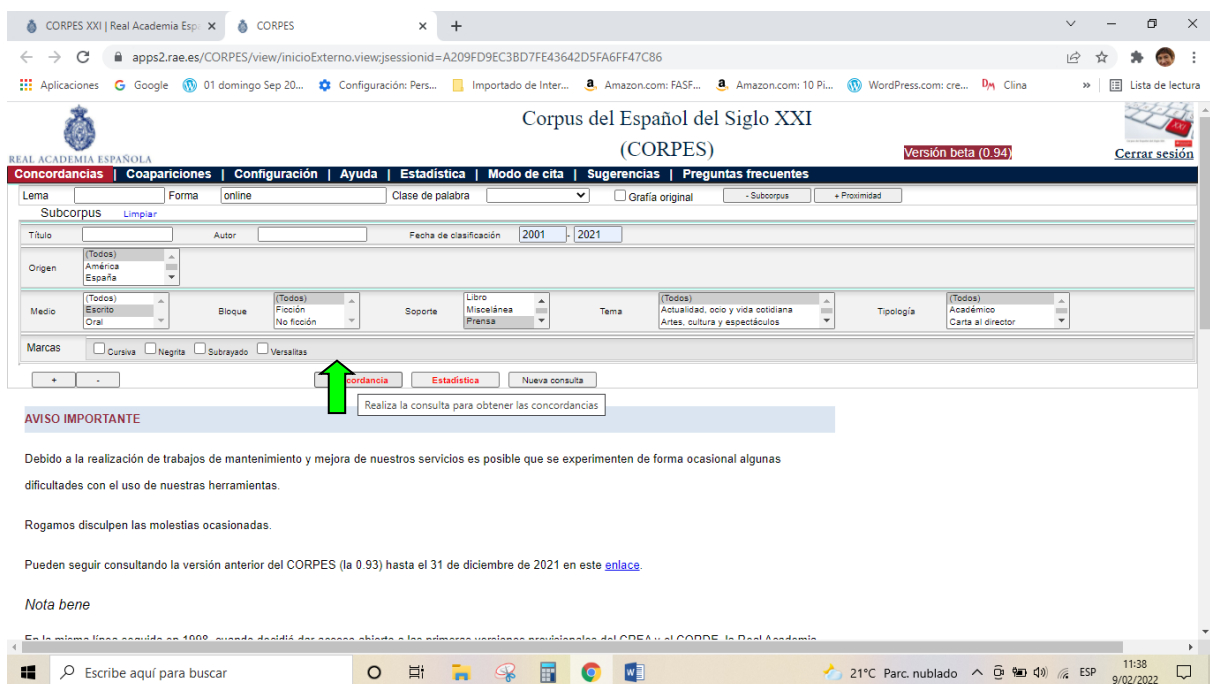 CORPES XXI | Real Academia Esp
CORPES
apps2.rae.es/CORPES/view/inicioExterno.view;jsessionid=A209FD9EC3BD7FE43642D5FA6FF47C86
Aplicaciones Google 01 domingo Sep 20... Configuración: Pers... Importado de Inter... Amazon.com: FASF... Amazon.com: 10 Pi... WordPress.com: cre... Clina » Lista de lectura
REAL ACADEMIA ESPAÑOLA
Corpus del Español del Siglo XXI
(CORPES)
Versión beta (0.94)
Cerrar sesión
Concordancias | Coapariciones | Configuración | Ayuda | Estadística | Modo de cita | Sugerencias | Preguntas frecuentes
Lema Forma online Clase de palabra Grafía original - Subcorpus + Proximidad
Subcorpus Limpiar
Título Autor Fecha de clasificación 2001 - 2021
Origen (Todos)
América
España
Medio (Todos)
Escrito
Oral
Bloque (Todos)
Ficción
No ficción
Soporte Libro
Miscelánea
Prensa
Tema (Todos)
Actualidad, ocio y vida cotidiana
Artes, cultura y espectáculos
Tipología (Todos)
Académico
Carta al director
Marcas Cursiva Negrita Subrayado Versalitas
+ - cordancia Estadística Nueva consulta
Realiza la consulta para obtener las concordancias
AVISO IMPORTANTE
Debido a la realización de trabajos de mantenimiento y mejora de nuestros servicios es posible que se experimenten de forma ocasional algunas
dificultades con el uso de nuestras herramientas.
Rogamos disculpen las molestias ocasionadas.
Pueden seguir consultando la versión anterior del CORPES (la 0.93) hasta el 31 de diciembre de 2021 en este enlace.
Nota bene
Escribe aquí para buscar
21°C Parc. nublado ESP 11:38
9/02/2022